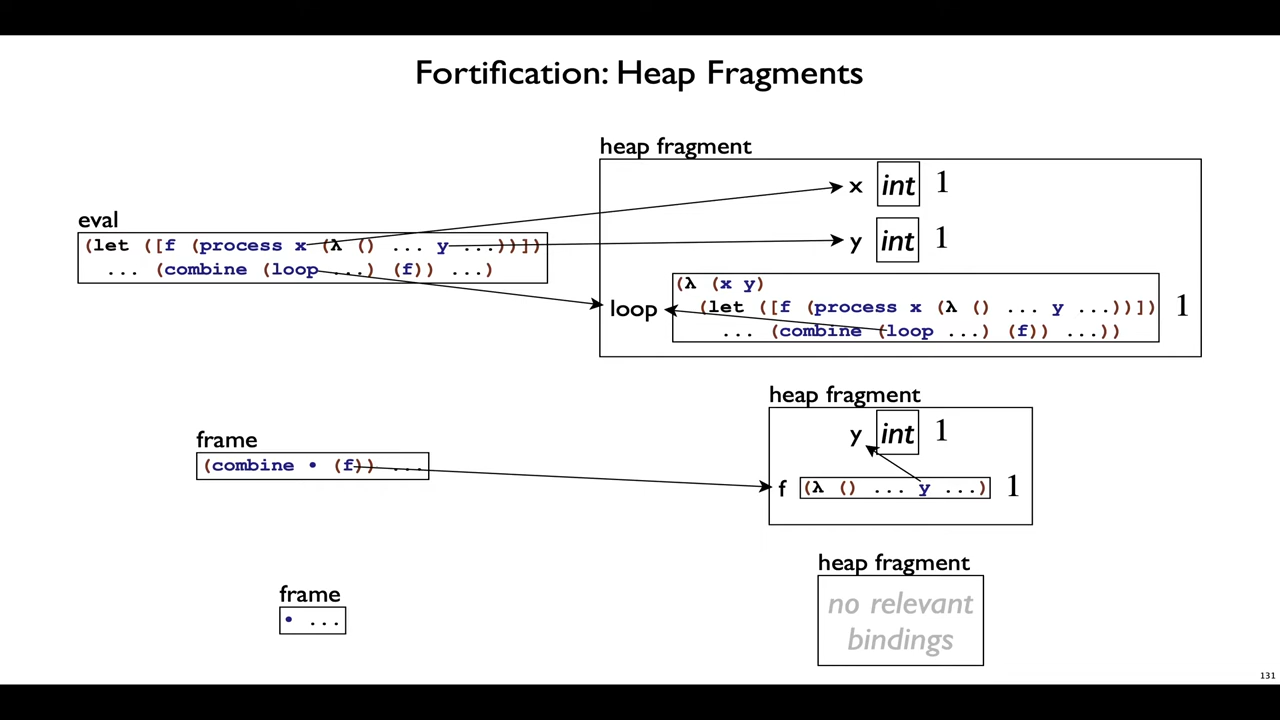 Fortification: Heap Fragments
heap fragment
x int 1
eval
y int 1
(let ([f (process x (λ () ... y ...))])
... (combine (loop ...) (f)) ...)
(λ (x y)
loop (let ([f (process x (λ () ... y ...))]) 1
... (combine (loop ...) (f)) ...))
heap fragment
y int 1
frame
(combine • (f)) ...
f (λ () ... y ...) 1
heap fragment
frame
no relevant
• ...
bindings
131